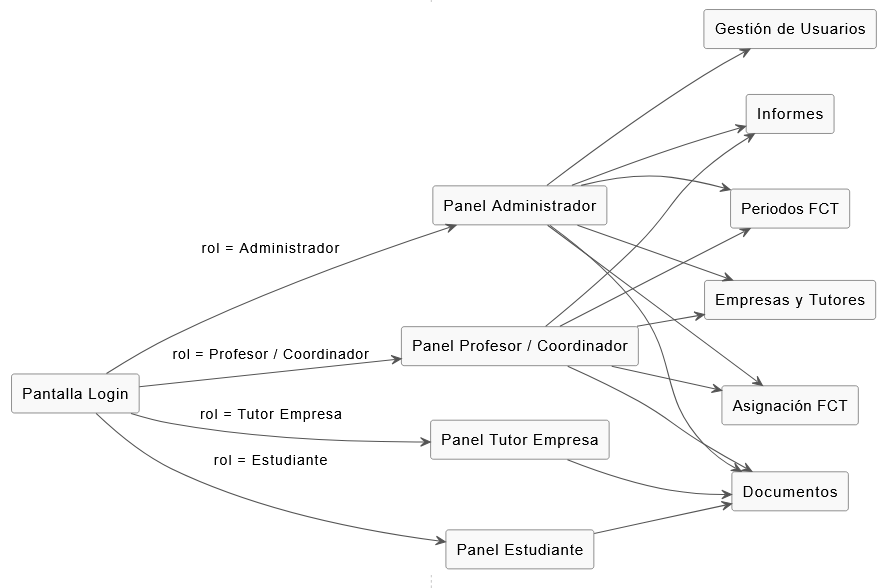 Gestión de Usuarios
Informes
Panel Administrador
Periodos FCT
rol = Administrador
Empresas y Tutores
Panel Profesor / Coordinador
rol = Profesor / Coordinador
Pantalla Login
Asignación FCT
rol = Tutor Empresa
Panel Tutor Empresa
rol = Estudiante
Documentos
Panel Estudiante